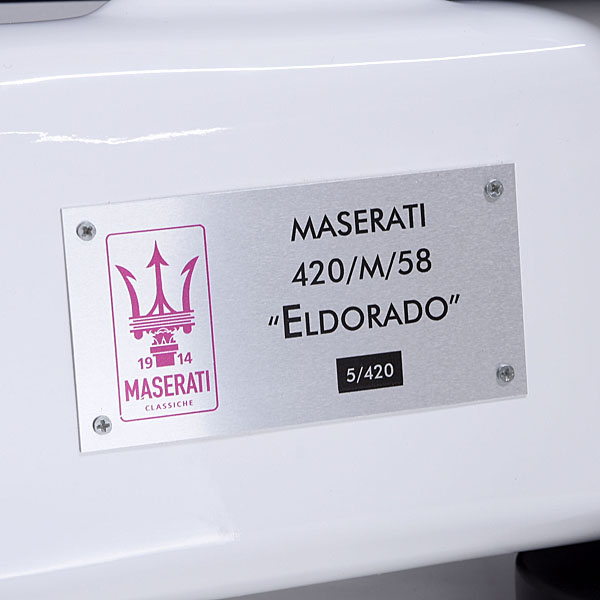 19 14
MASERATI
CLASSICHE
MASERATI
420/M/58
"ELDORADO"
5/420